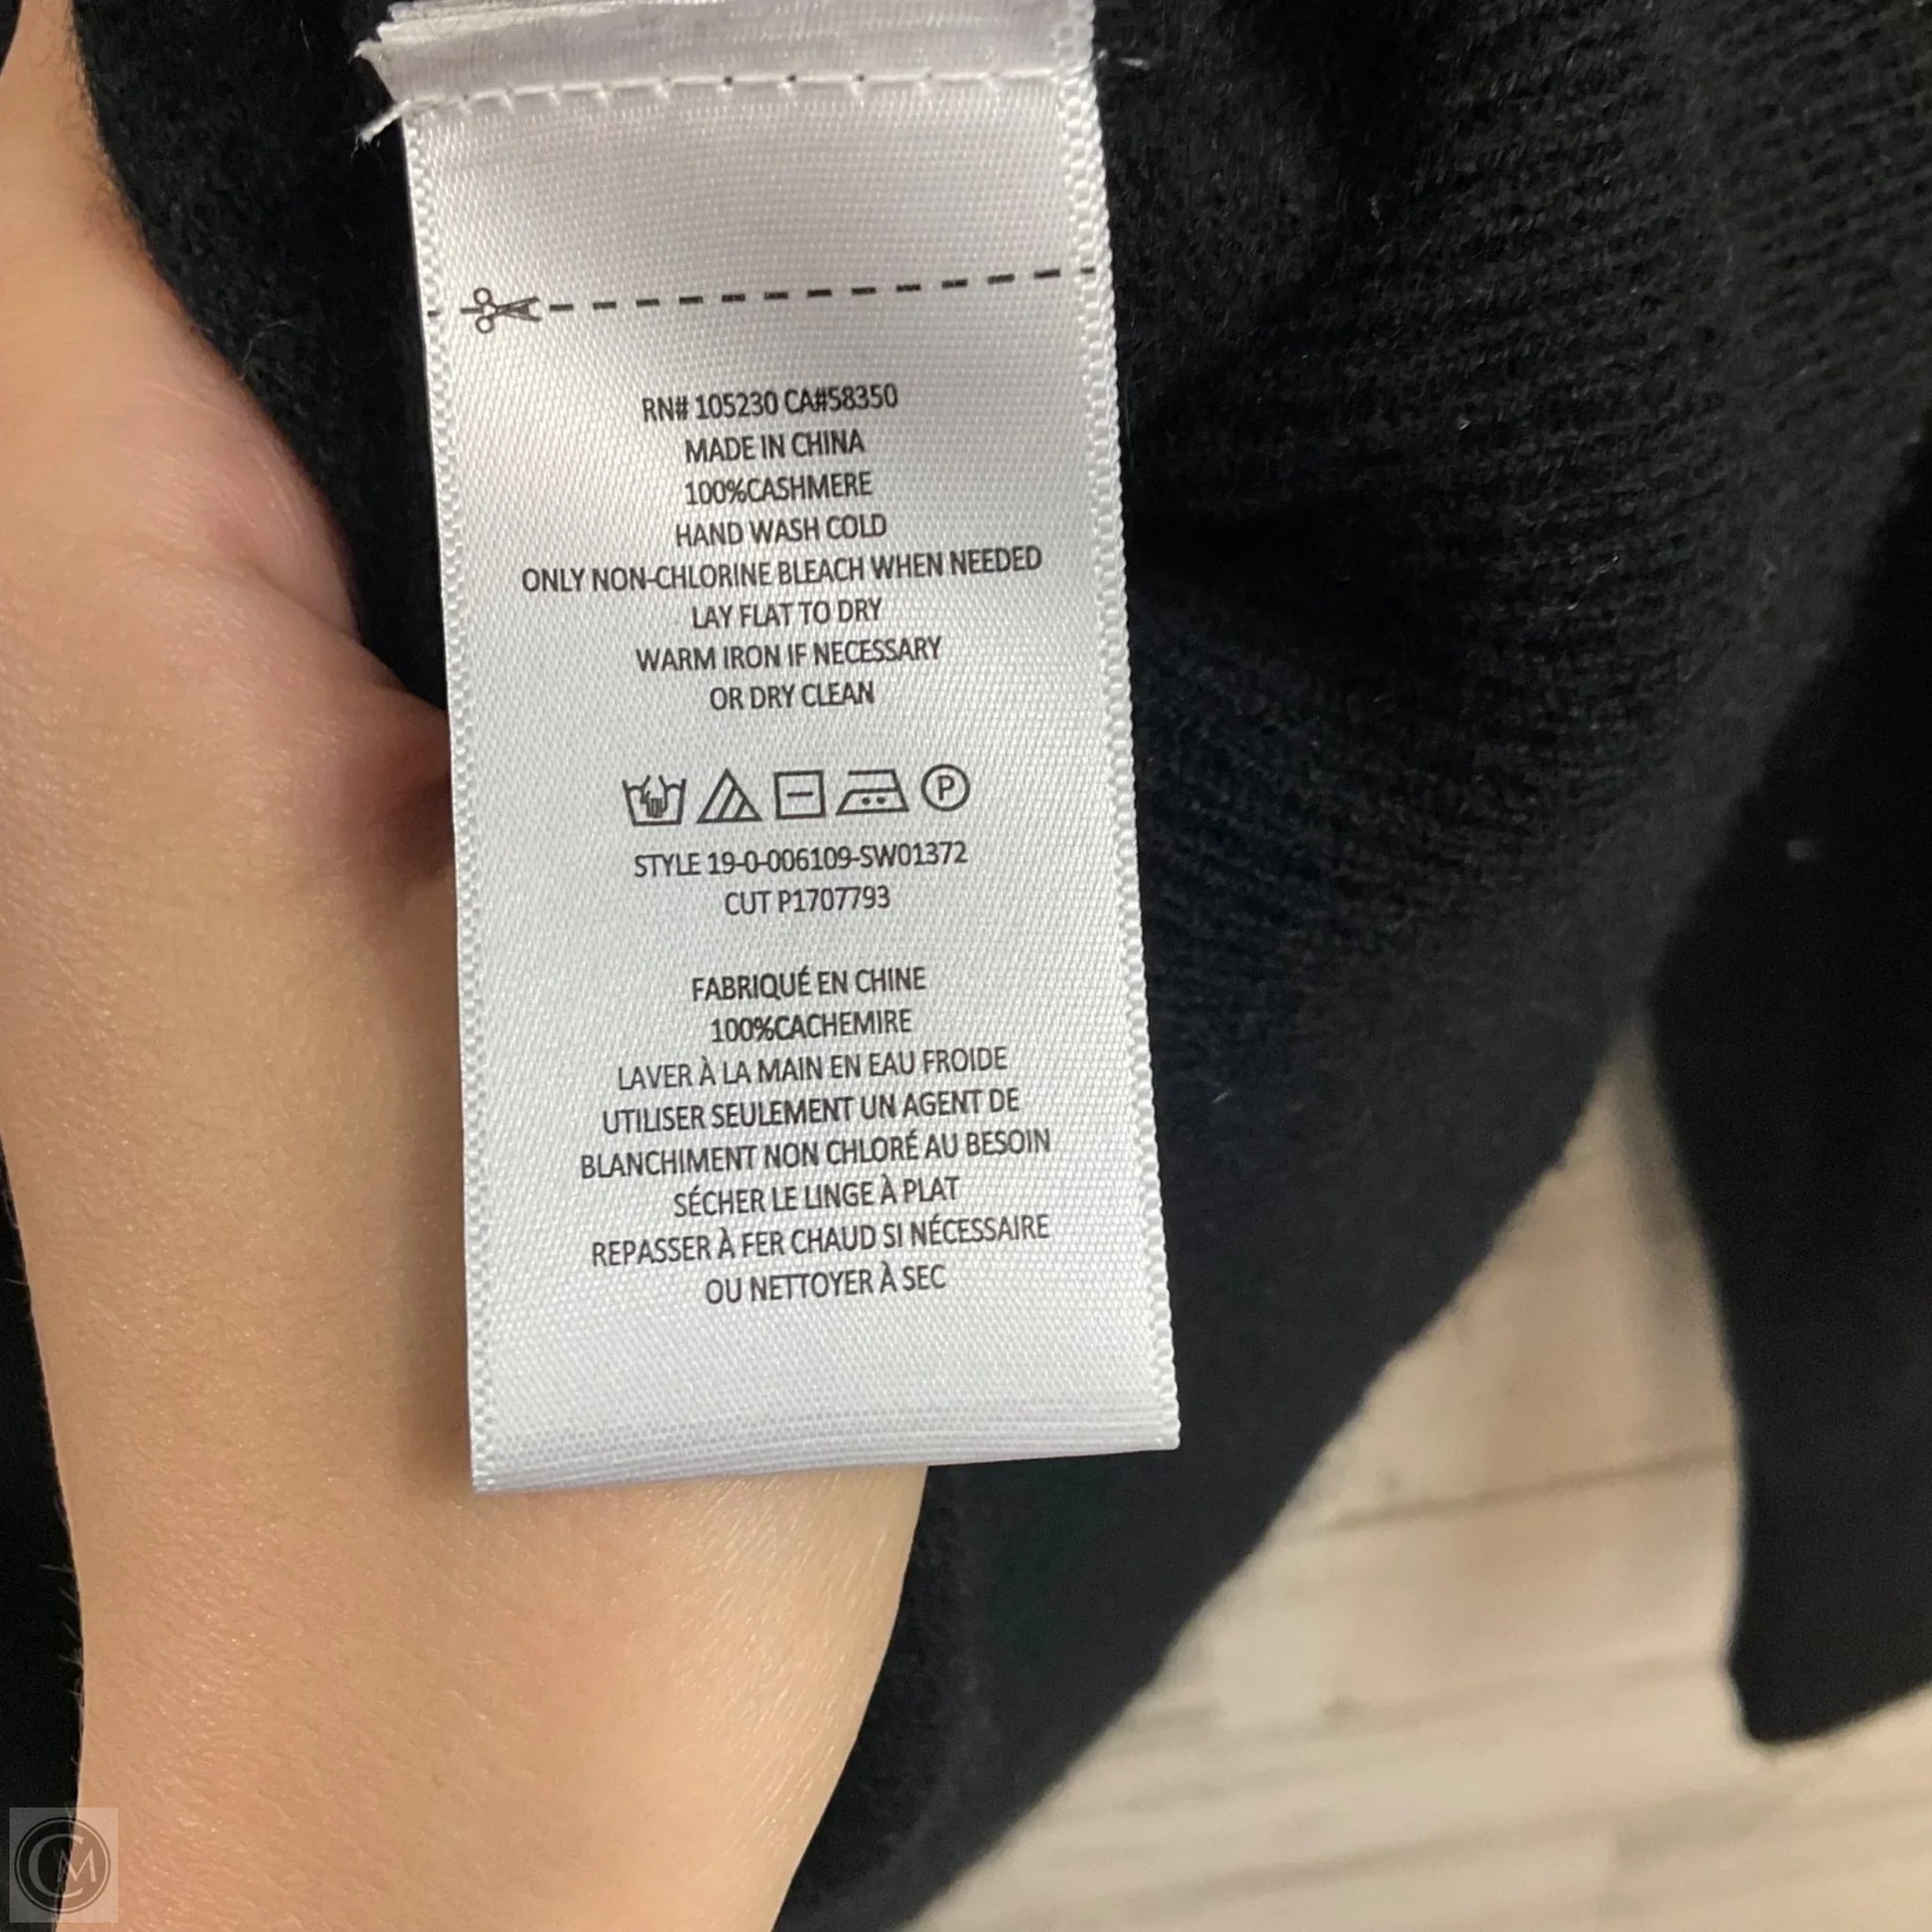 RN# 105230 CA#58350
MADE IN CHINA
100%CASHMERE
HAND WASH COLD
ONLY NON-CHLORINE BLEACH WHEN NEEDED
LAY FLAT TO DRY
WARM IRON IF NECESSARY
OR DRY CLEAN
P
STYLE 19-0-006109-SW01372
CUT P1707793
FABRIQUÉ EN CHINE
100%CACHEMIRE
LAVER À LA MAIN EN EAU FROIDE
UTILISER SEULEMENT UN AGENT DE
BLANCHIMENT NON CHLORÉ AU BESOIN
SÉCHER LE LINGE À PLAT
REPASSER À FER CHAUD SI NÉCESSAIRE
OU NETTOYER À SEC
CM